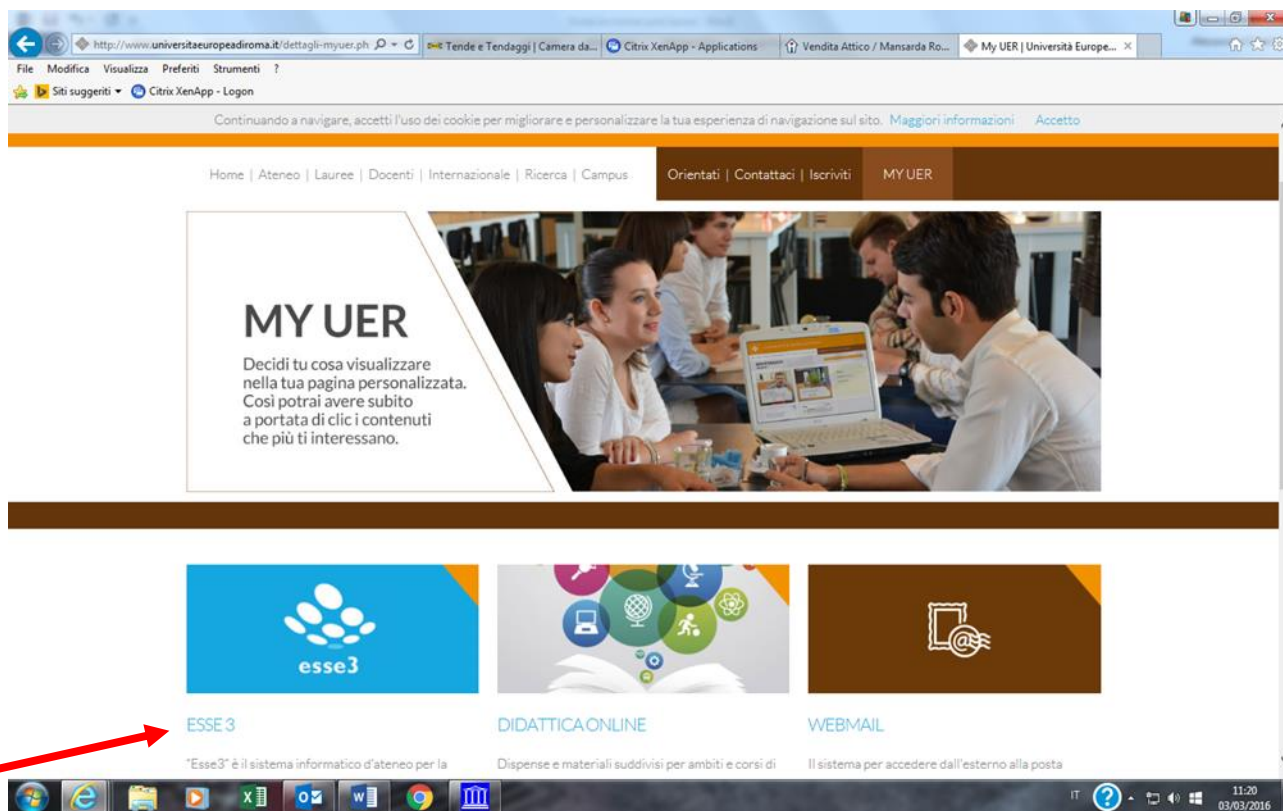 http://www.universitaeuropeadiroma.it/dettagli-myuer.ph
Tende e Tendaggi | Camera da...
Citrix XenApp - Applications
Vendita Attico / Mansarda Ro...
My UER | Università Europe...
File Modifica Visualizza Preferiti Strumenti ?
Siti suggeriti Citrix XenApp - Logon
Continuando a navigare, accetti l'uso dei cookie per migliorare e personalizzare la tua esperienza di navigazione sul sito. Maggiori informazioni Accetto
Home | Ateneo | Lauree | Docenti | Internazionale | Ricerca | Campus Orientati | Contattaci | Iscriviti MY UER
MY UER
Decidi tu cosa visualizzare
nella tua pagina personalizzata.
Così potrai avere subito
a portata di clic i contenuti
che più ti interessano.
esse3
ESSE 3
"Esse3" è il sistema informatico d'ateneo per la
DIDATTICA ONLINE
Dispense e materiali suddivisi per ambiti e corsi di
WEBMAIL
Il sistema per accedere dall'esterno alla posta
IT
11:20
03/03/2016